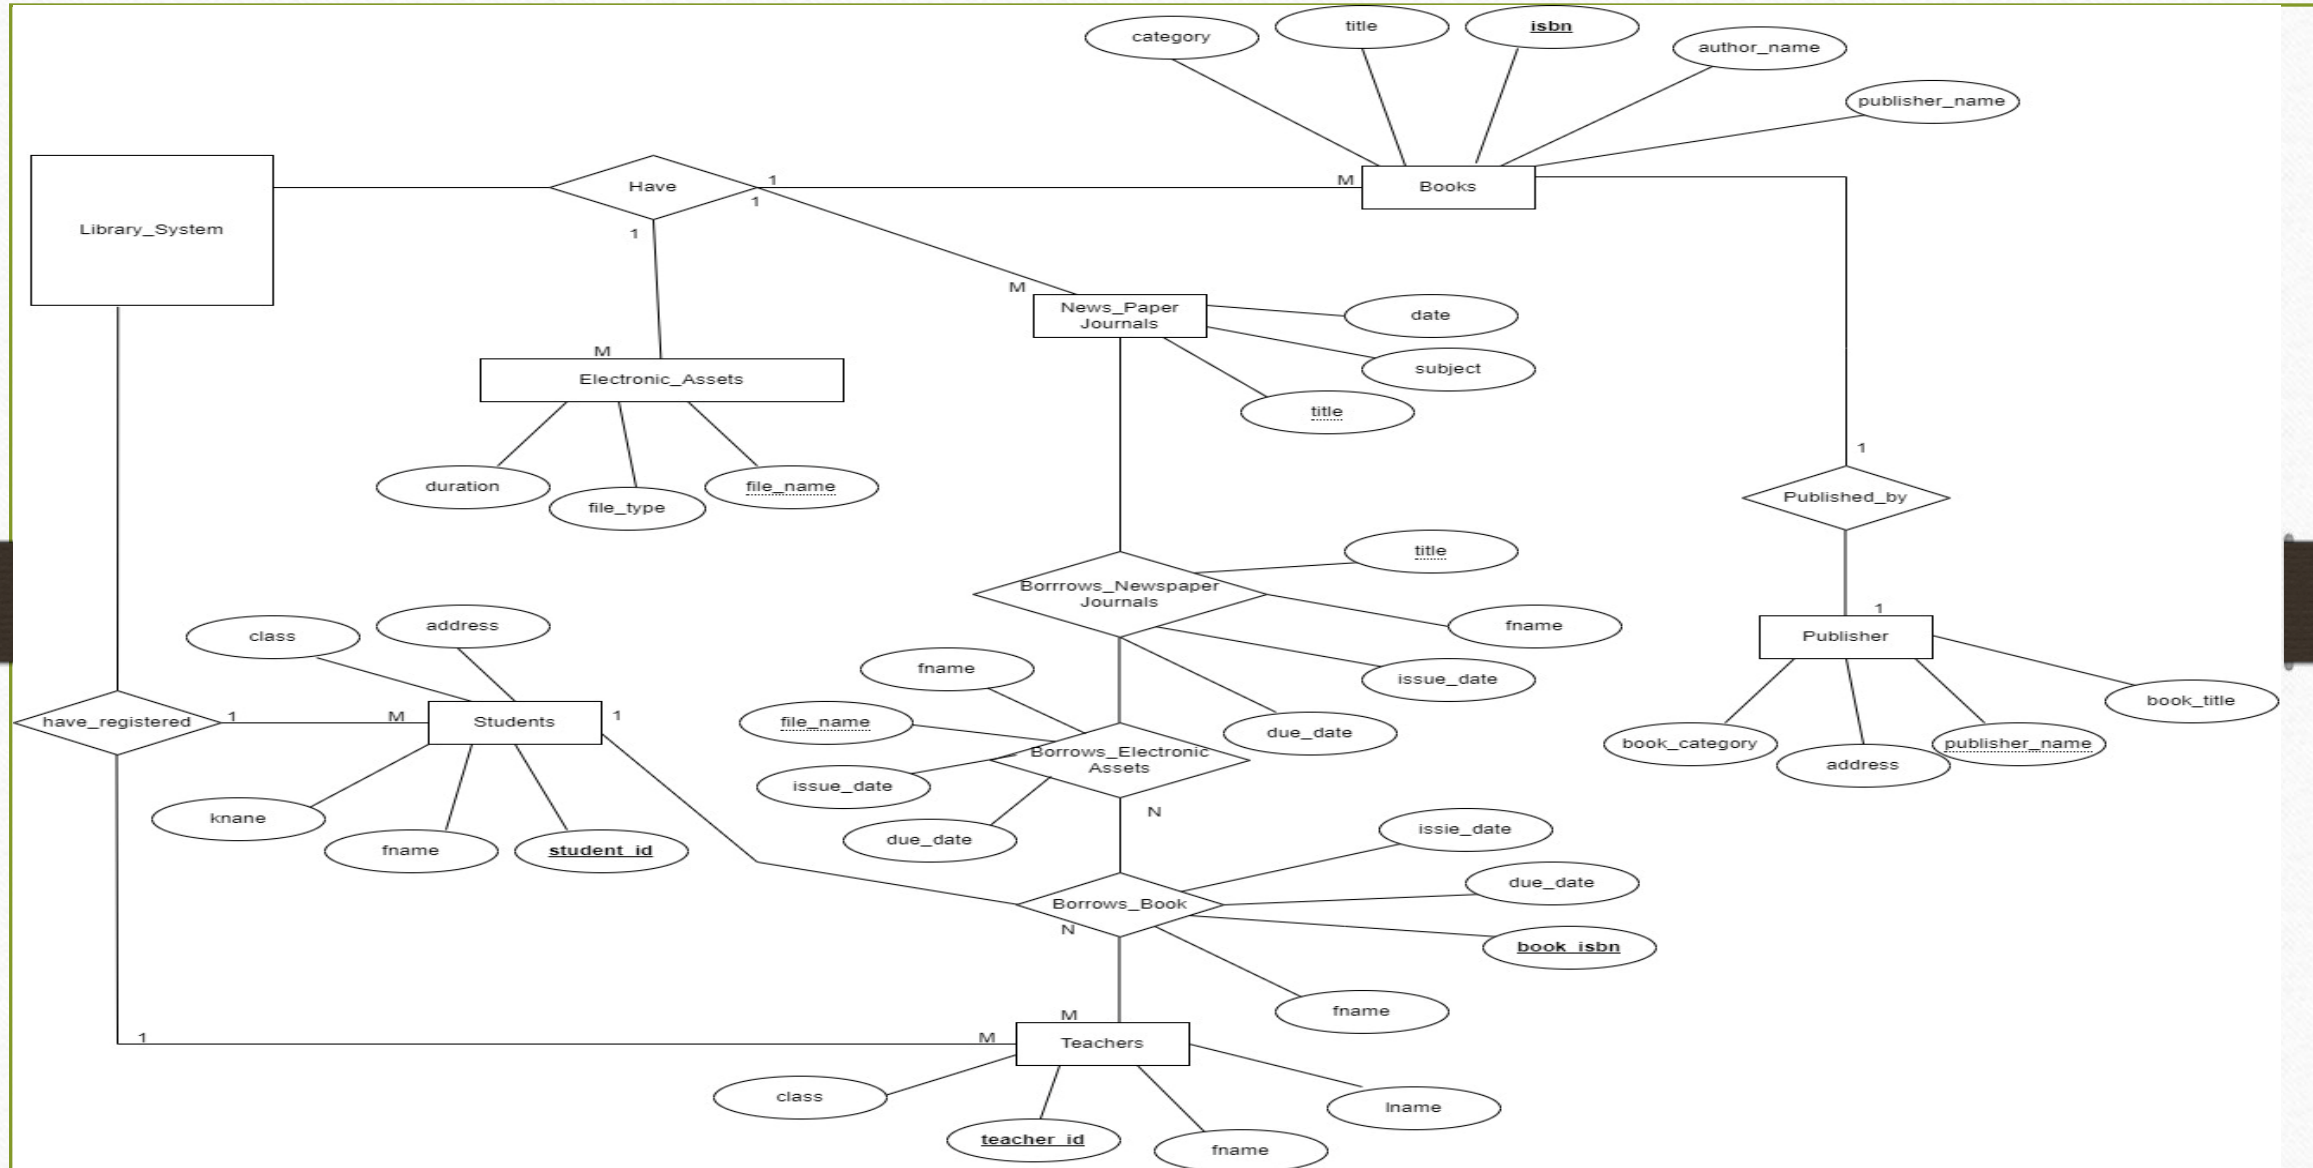 category
title
isbn
author_name
publisher_name
Library_System
Have
1
1
1
M
Books
M
News_Paper
Journals
date
subject
title
M
Electronic_Assets
duration
file_type
file_name
1
Published_by
1
Publisher
book_category
address
publisher_name
book_title
Borrrows_Newspaper
Journals
title
fname
issue_date
due_date
class
address
have_registered
1
M
Students
1
knane
fname
student_id
fname
file_name
issue_date
due_date
Borrows_Electronic
Assets
N
Borrows_Book
N
issie_date
due_date
book_isbn
fname
1
M
M
Teachers
class
teacher_id
fname
lname